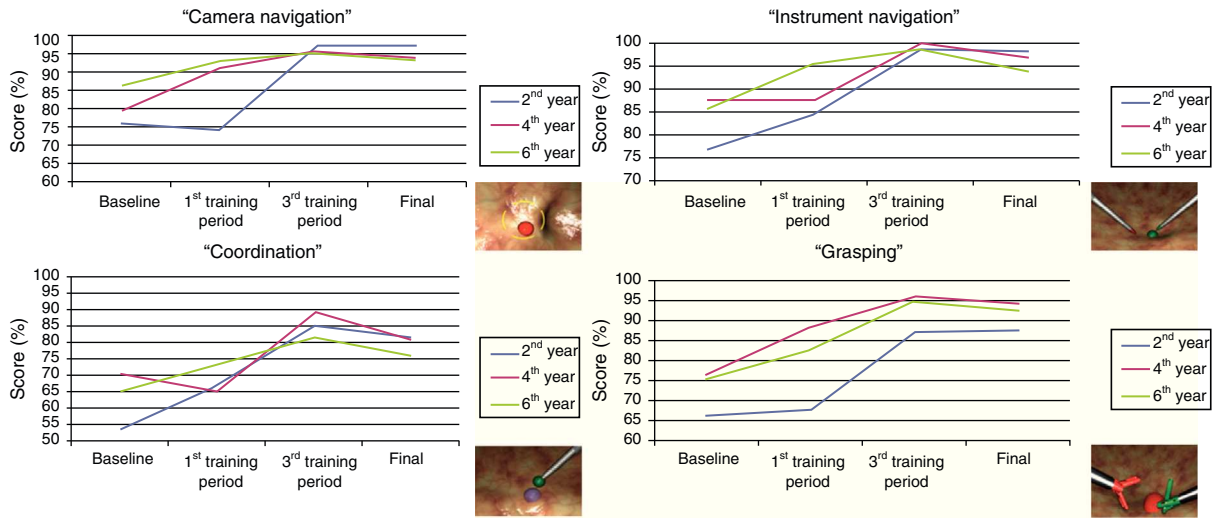 “Camera navigation”
Score (%)
100
95
90
85
80
75
70
65
60
Baseline
1st training period
3rd training period
Final
2nd year
4th year
6th year
“Instrument navigation”
Score (%)
100
95
90
85
80
75
70
Baseline
1st training period
3rd training period
Final
2nd year
4th year
6th year
“Coordination”
Score (%)
100
95
90
85
80
75
70
65
60
55
50
Baseline
1st training period
3rd training period
Final
2nd year
4th year
6th year
“Grasping”
Score (%)
100
95
90
85
80
75
70
65
60
Baseline
1st training period
3rd training period
Final
2nd year
4th year
6th year